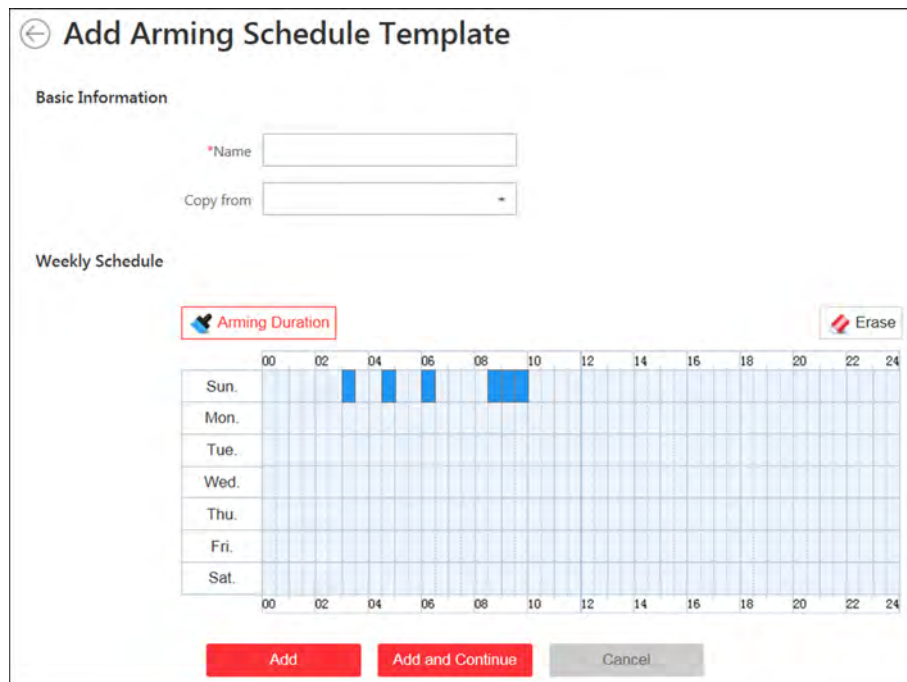 Add Arming Schedule Template
Basic Information
*Name
Copy from
Weekly Schedule
Arming Duration
Erase
00 02 04 06 08 10 12 14 16 18 20 22 24
Sun.
Mon.
Tue.
Wed.
Thu.
Fri.
Sat.
00 02 04 06 08 10 12 14 16 18 20 22 24
Add Add and Continue Cancel